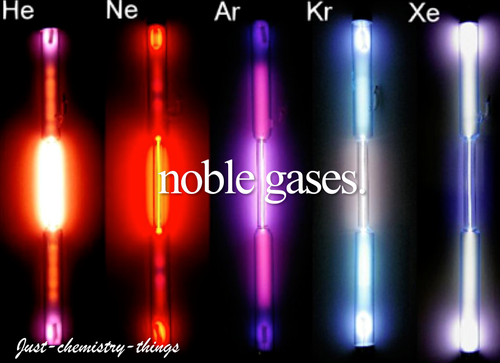 He Ne Ar Kr Xe
noble gases.
Just-chemistry-things